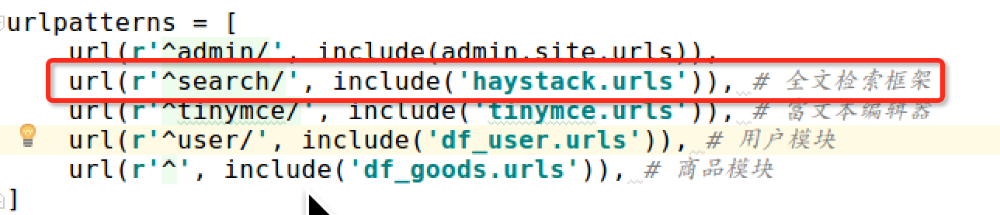 urlpatterns = [
    url(r'^admin/', include(admin.site.urls)),
    url(r'^search/', include('haystack.urls')), # 全文检索框架
    url(r'^tinymce/', include('tinymce.urls')), # 富文本编辑器
    url(r'^user/', include('df_user.urls')), # 用户模块
    url(r'^', include('df_goods.urls')), # 商品模块
]